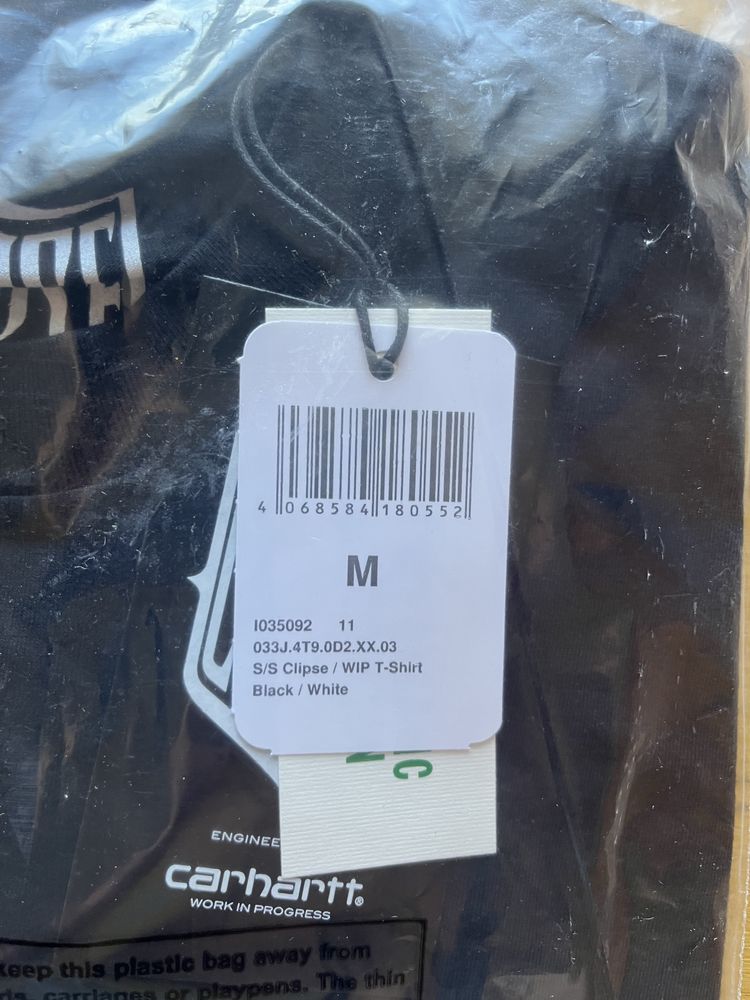 4 068584 180552
M
I035092 11
033J.4T9.0D2.XX.03
S/S Clipse / WIP T-Shirt
Black / White
ENGINEE
carhartt®
WORK IN PROGRESS
keep this plastic bag away from
carriages or playpens. The thin